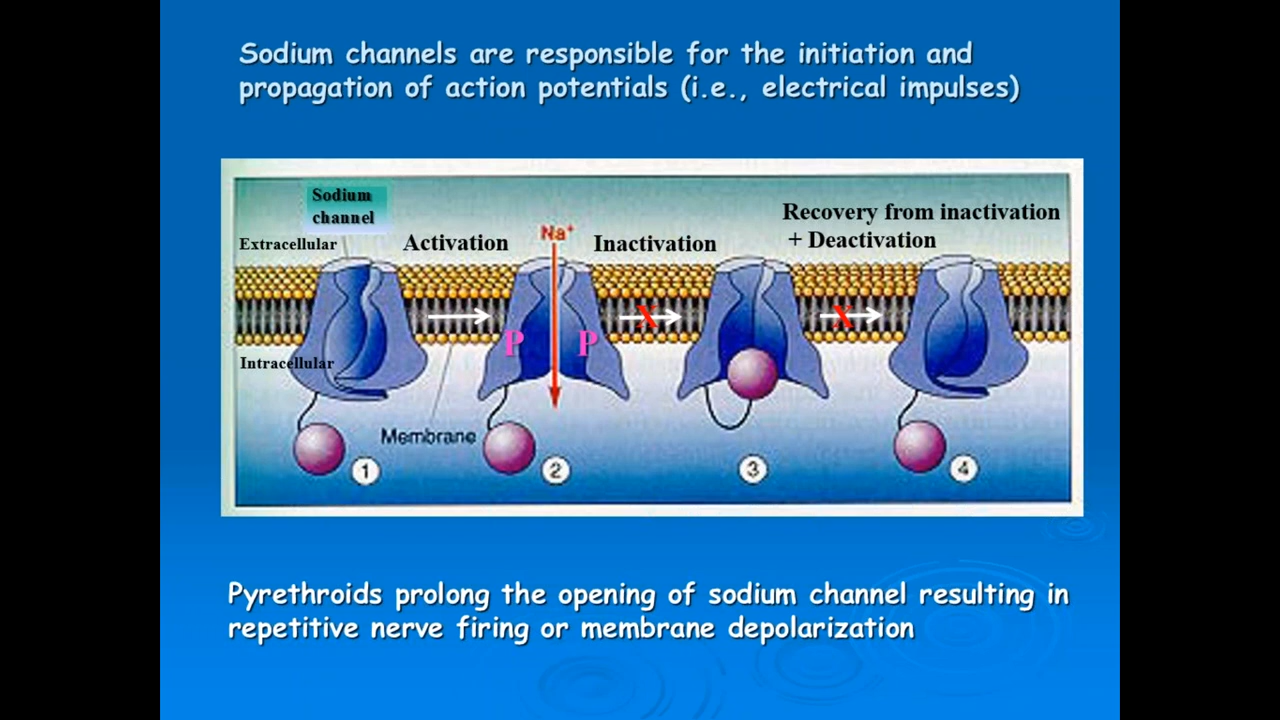 Sodium channels are responsible for the initiation and
propagation of action potentials (i.e., electrical impulses)
Sodium
channel
Extracellular
Activation
Na⁺
Inactivation
Recovery from inactivation
+ Deactivation
X
X
P P
Intracellular
Membrane
1
2
3
4
Pyrethroids prolong the opening of sodium channel resulting in
repetitive nerve firing or membrane depolarization